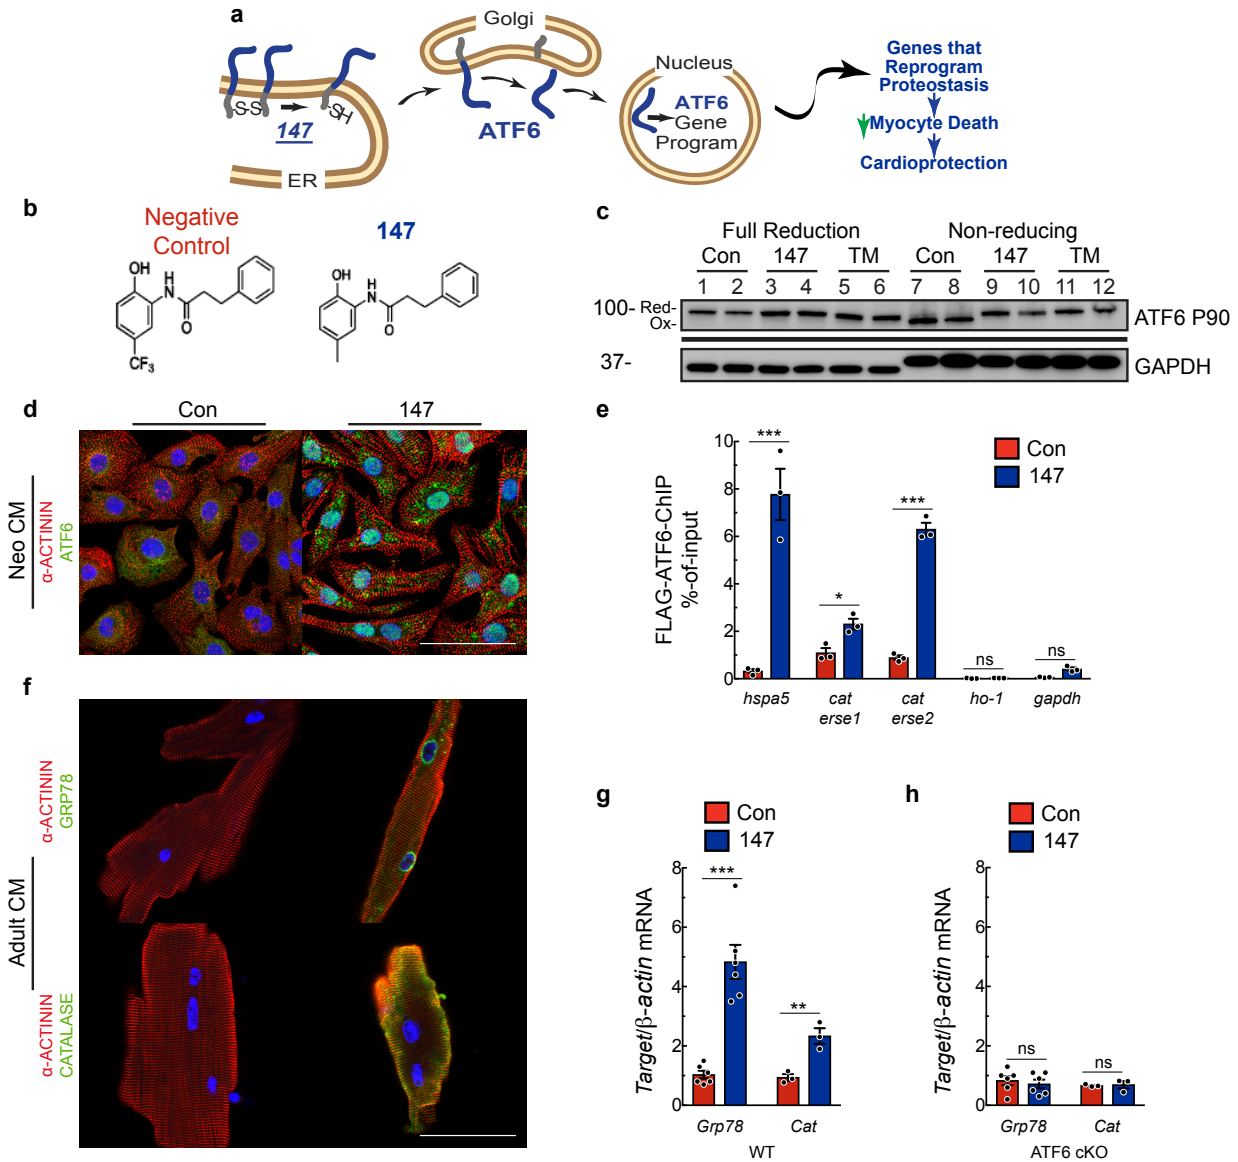 a
Golgi
Nucleus
-S-S-
-SH
147
ER
ATF6
ATF6
Gene
Program
Genes that
Reprogram
Proteostasis
Myocyte Death
Cardioprotection
b
Negative
Control
147
OH
H
N
O
CF₃
OH
H
N
O
c
Full Reduction
Non-reducing
Con 147 TM Con 147 TM
1 2 3 4 5 6 7 8 9 10 11 12
100-
Red-
Ox-
ATF6 P90
37-
GAPDH
d
Con 147
Neo CM
α-ACTININ
ATF6
e
Con
147
FLAG-ATF6-ChIP
%-of-input
10
8
6
4
2
0
***
*
***
ns
ns
hspa5
cat
erse1
cat
erse2
ho-1
gapdh
f
Adult CM
α-ACTININ
GRP78
α-ACTININ
CATALASE
g
Con
147
Target/β-actin mRNA
8
6
4
2
0
***
**
Grp78 Cat
WT
h
Con
147
Target/β-actin mRNA
8
6
4
2
0
ns
ns
Grp78 Cat
ATF6 cKO